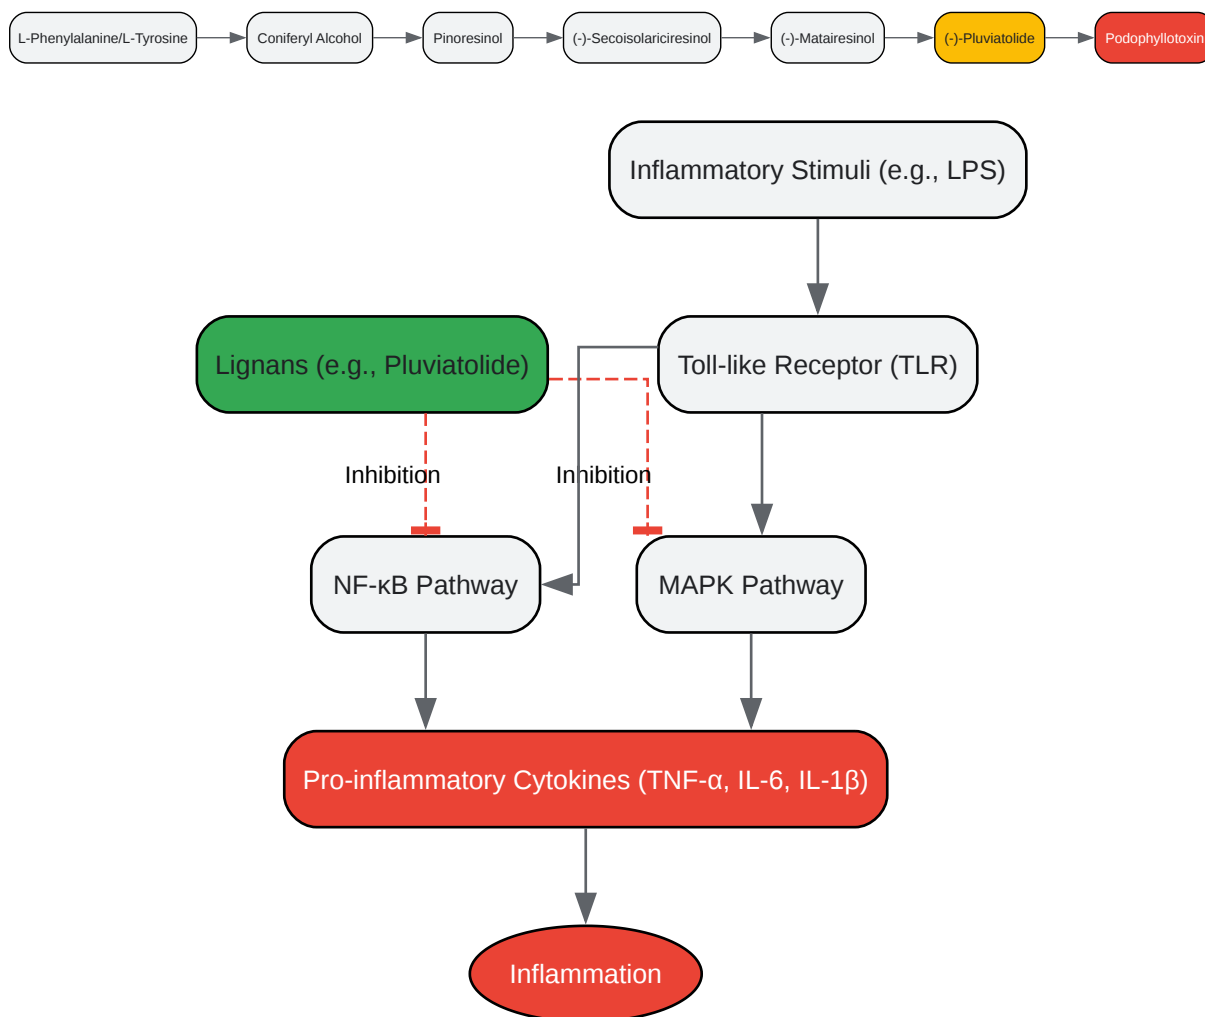 L-Phenylalanine/L-Tyrosine
Coniferyl Alcohol
Pinoresinol
(-)-Secoisolariciresinol
(-)-Matairesinol
(-)-Pluviatolide
Podophyllotoxin
Inflammatory Stimuli (e.g., LPS)
Lignans (e.g., Pluviatolide)
Toll-like Receptor (TLR)
Inhibition
Inhibition
NF-κB Pathway
MAPK Pathway
Pro-inflammatory Cytokines (TNF-α, IL-6, IL-1β)
Inflammation